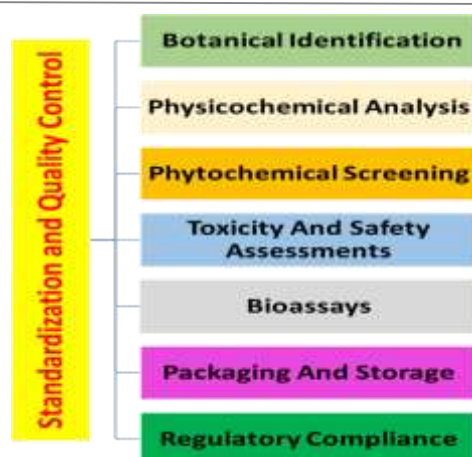 Standardization and Quality Control
Botanical Identification
Physicochemical Analysis
Phytochemical Screening
Toxicity And Safety
Assessments
Bioassays
Packaging And Storage
Regulatory Compliance